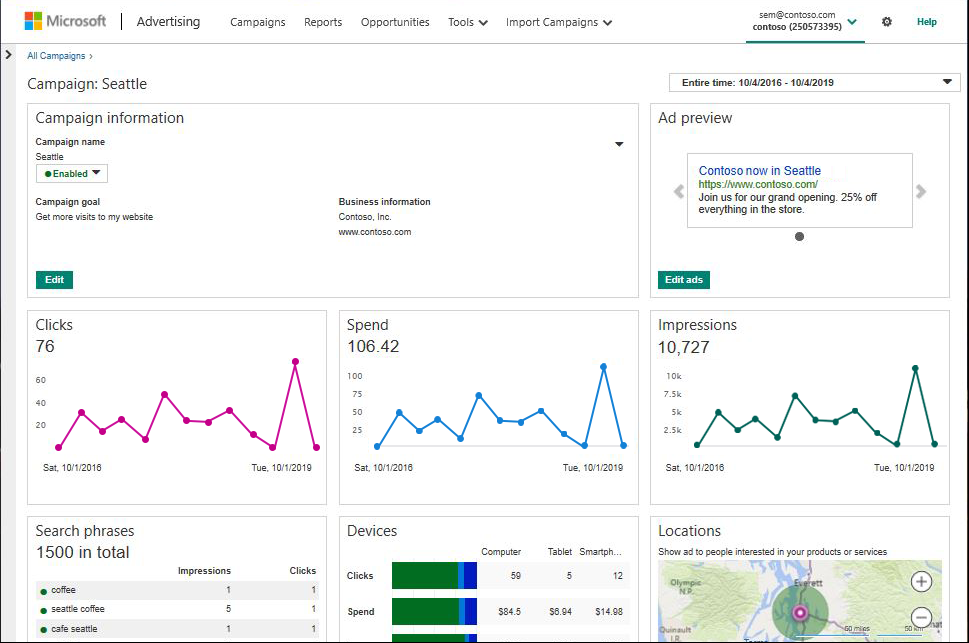 Microsoft | Advertising
Campaigns Reports Opportunities Tools Import Campaigns
sem@contoso.com
contoso (250573395)
Help
All Campaigns ›
Campaign: Seattle
Entire time: 10/4/2016 - 10/4/2019
Campaign information
Campaign name
Seattle
Enabled
Campaign goal
Get more visits to my website
Business information
Contoso, Inc.
www.contoso.com
Edit
Ad preview
Contoso now in Seattle
https://www.contoso.com/
Join us for our grand opening. 25% off
everything in the store.
Edit ads
Clicks
76
60
40
20
Sat, 10/1/2016 Tue, 10/1/2019
Spend
106.42
100
75
50
25
Sat, 10/1/2016 Tue, 10/1/2019
Impressions
10,727
10k
7.5k
5k
2.5k
Sat, 10/1/2016 Tue, 10/1/2019
Search phrases
1500 in total
Impressions Clicks
coffee 1 1
seattle coffee 5 1
cafe seattle 1 1
Devices
Computer Tablet Smartph...
Clicks 59 5 12
Spend $84.5 $6.94 $14.98
Locations
Show ad to people interested in your products or services
Olympic
N.P.
Everett
Quinault
I.R.
50 miles